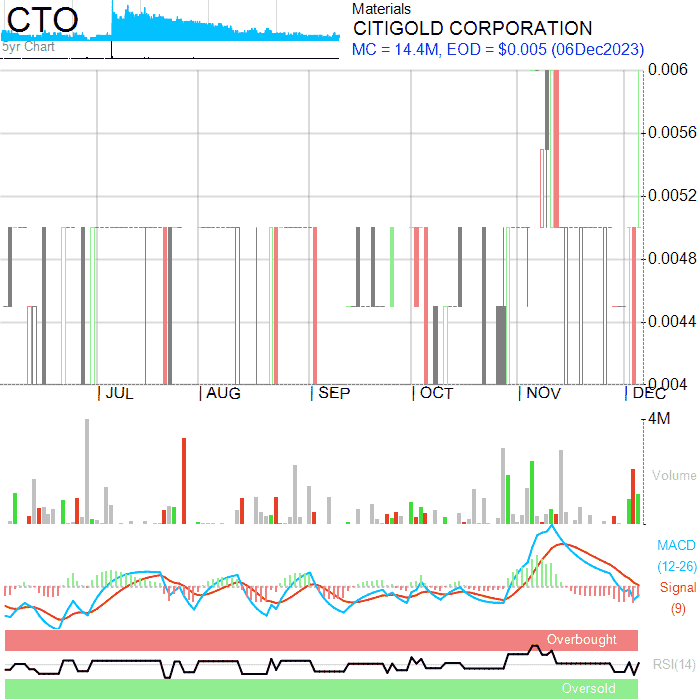 CTO
5yr Chart
Materials
CITIGOLD CORPORATION
MC = 14.4M, EOD = $0.005 (06Dec2023)
0.006
0.0056
0.0052
0.0048
0.0044
0.004
JUL AUG SEP OCT NOV DEC
4M
Volume
MACD
(12-26)
Signal
(9)
Overbought
RSI(14)
Oversold